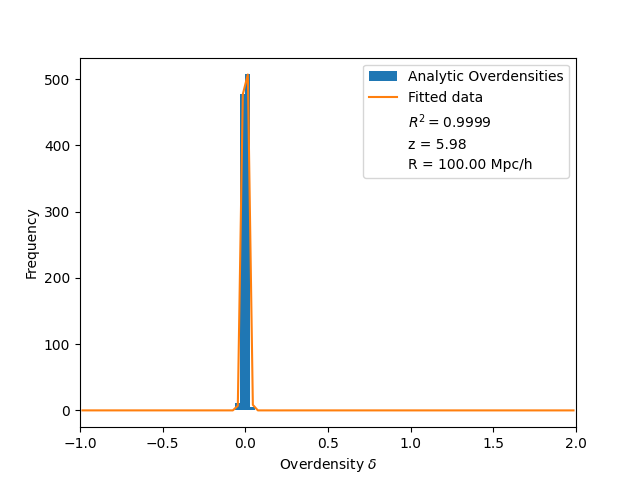 Analytic Overdensities
Fitted data
R² = 0.9999
z = 5.98
R = 100.00 Mpc/h
500
400
300
200
100
0
Frequency
−1.0 −0.5 0.0 0.5 1.0 1.5 2.0
Overdensity δ